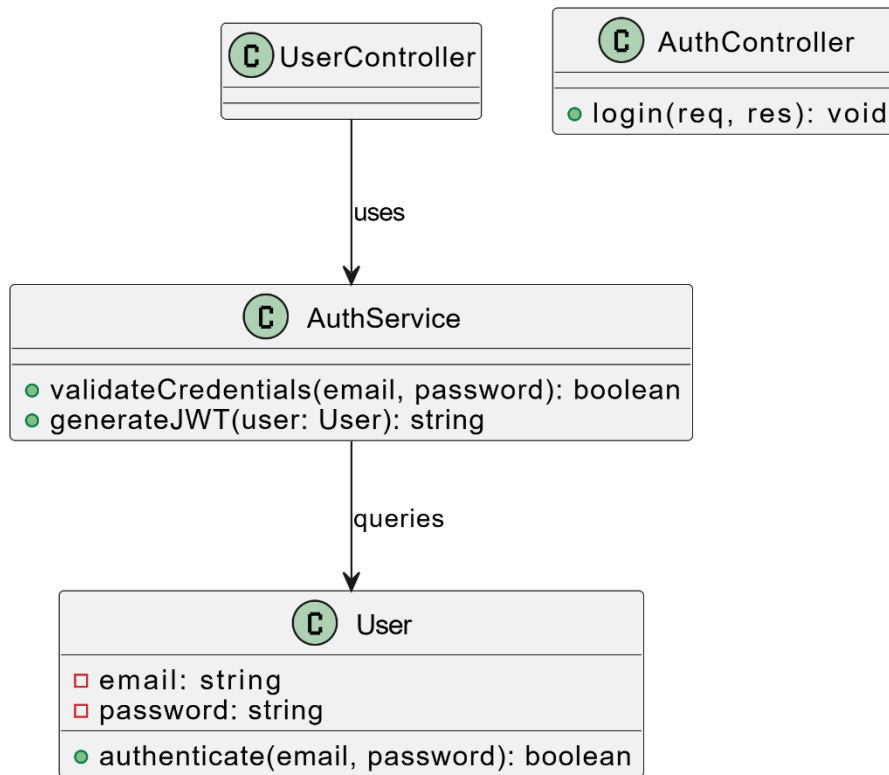 C UserController
C AuthController
login(req, res): void
uses
C AuthService
validateCredentials(email, password): boolean
generateJWT(user: User): string
queries
C User
email: string
password: string
authenticate(email, password): boolean